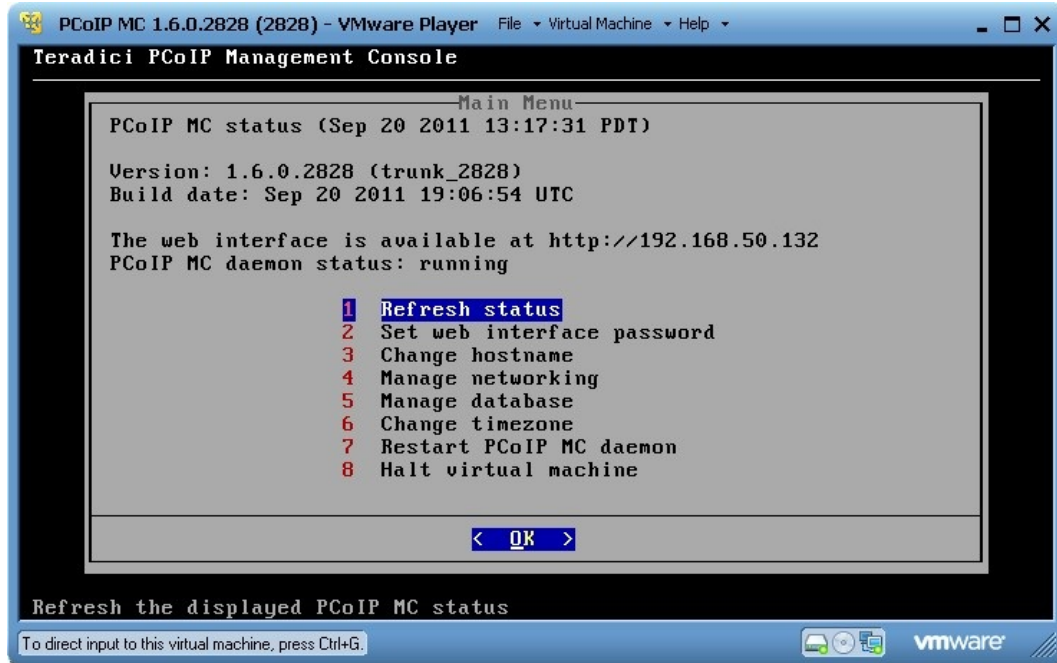 PCoIP MC 1.6.0.2828 (2828) - VMware Player File Virtual Machine Help
Teradici PCoIP Management Console
Main Menu
PCoIP MC status (Sep 20 2011 13:17:31 PDT)
Version: 1.6.0.2828 (trunk_2828)
Build date: Sep 20 2011 19:06:54 UTC
The web interface is available at http://192.168.50.132
PCoIP MC daemon status: running
1 Refresh status
2 Set web interface password
3 Change hostname
4 Manage networking
5 Manage database
6 Change timezone
7 Restart PCoIP MC daemon
8 Halt virtual machine
< OK >
Refresh the displayed PCoIP MC status
To direct input to this virtual machine, press Ctrl+G.
vmware